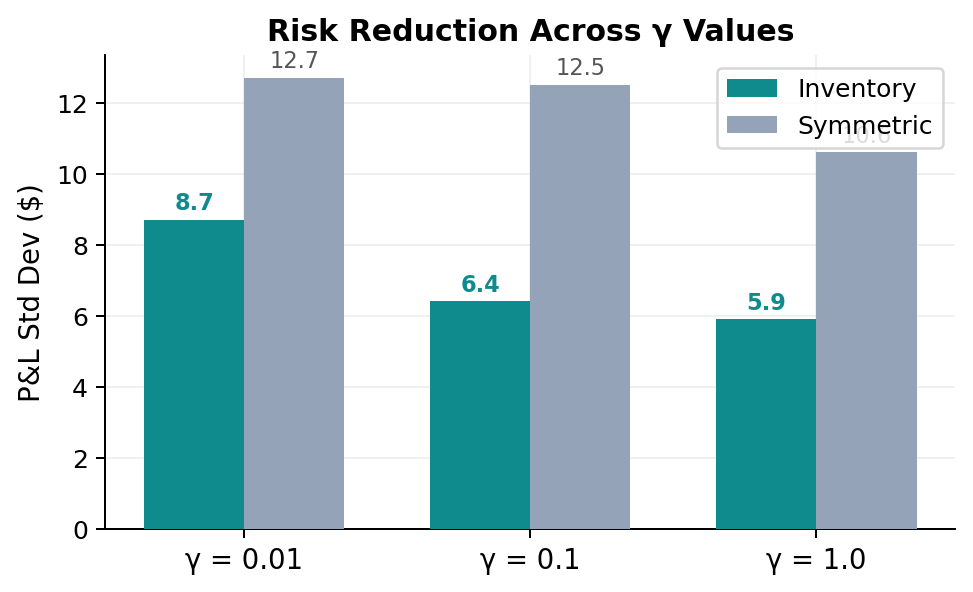 Risk Reduction Across γ Values
P&L Std Dev ($)
12
10
8
6
4
2
0
12.7
12.5
8.7
6.4
5.9
Inventory
Symmetric
γ = 0.01
γ = 0.1
γ = 1.0